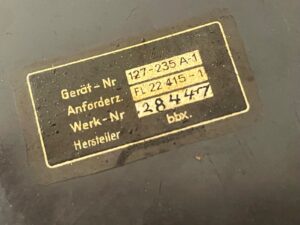 Gerät-Nr 127-235 A-1
Anforderz. FL 22 415-1
Werk-Nr 28447
Hersteller bbx.